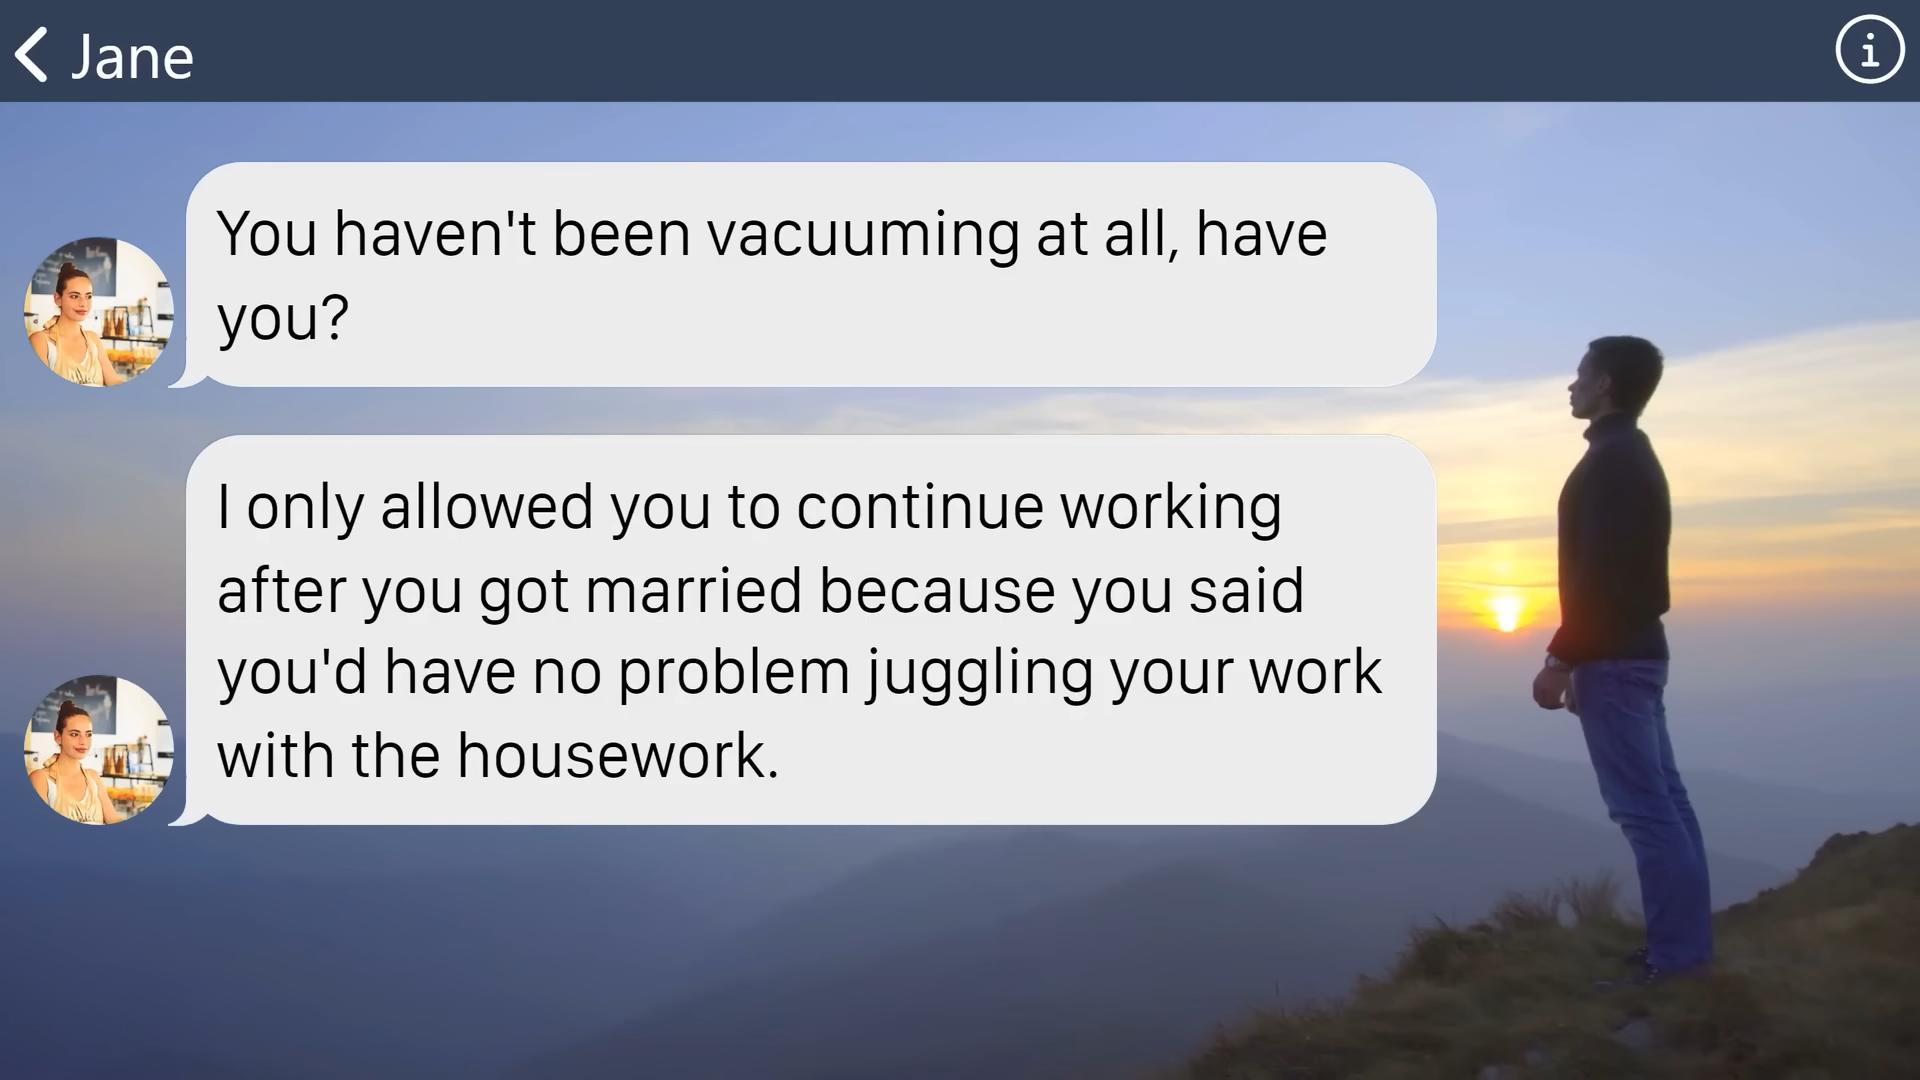 Jane
You haven't been vacuuming at all, have
you?
I only allowed you to continue working
after you got married because you said
you'd have no problem juggling your work
with the housework.